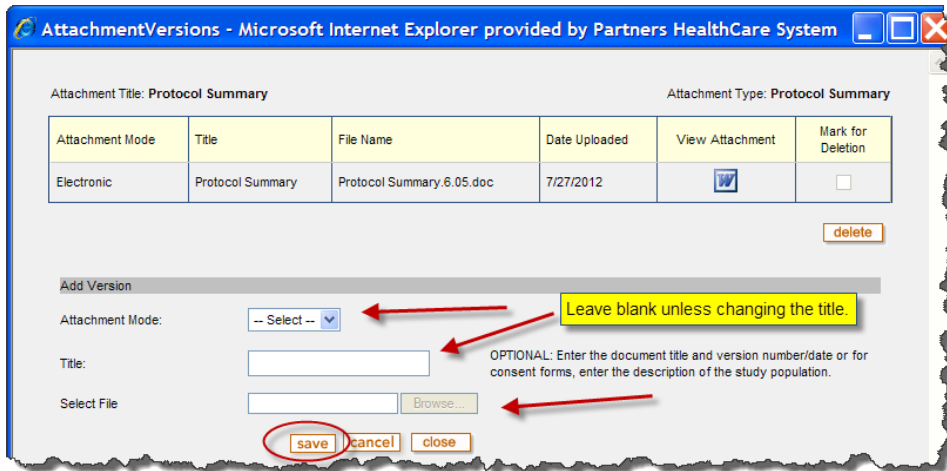 AttachmentVersions - Microsoft Internet Explorer provided by Partners HealthCare System
Attachment Title: Protocol Summary Attachment Type: Protocol Summary
Attachment Mode Title File Name Date Uploaded View Attachment Mark for
Deletion
Electronic Protocol Summary Protocol Summary.6.05.doc 7/27/2012 W
delete
Add Version
Leave blank unless changing the title.
Attachment Mode: -- Select --
Title: OPTIONAL: Enter the document title and version number/date or for
consent forms, enter the description of the study population.
Select File Browse...
save cancel close